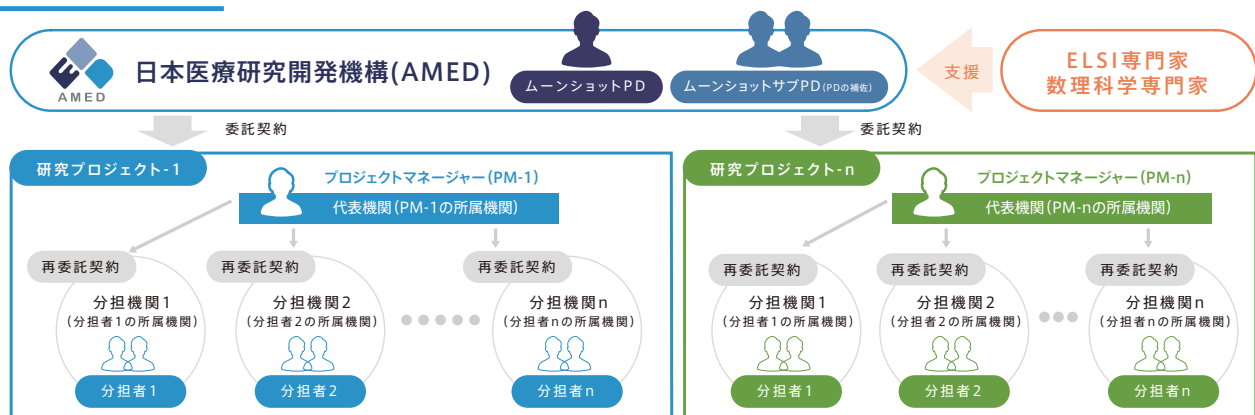 AMED
日本医療研究開発機構(AMED)
ムーンショットPD
ムーンショットサブPD(PDの補佐)
支援
ELSI専門家
数理科学専門家
委託契約
委託契約
研究プロジェクト-1
プロジェクトマネージャー(PM-1)
代表機関(PM-1の所属機関)
再委託契約
分担機関1
(分担者1の所属機関)
分担者1
再委託契約
分担機関2
(分担者2の所属機関)
分担者2
再委託契約
分担機関n
(分担者nの所属機関)
分担者n
研究プロジェクト-n
プロジェクトマネージャー(PM-n)
代表機関(PM-nの所属機関)
再委託契約
分担機関1
(分担者1の所属機関)
分担者1
再委託契約
分担機関2
(分担者2の所属機関)
分担者2
再委託契約
分担機関n
(分担者nの所属機関)
分担者n